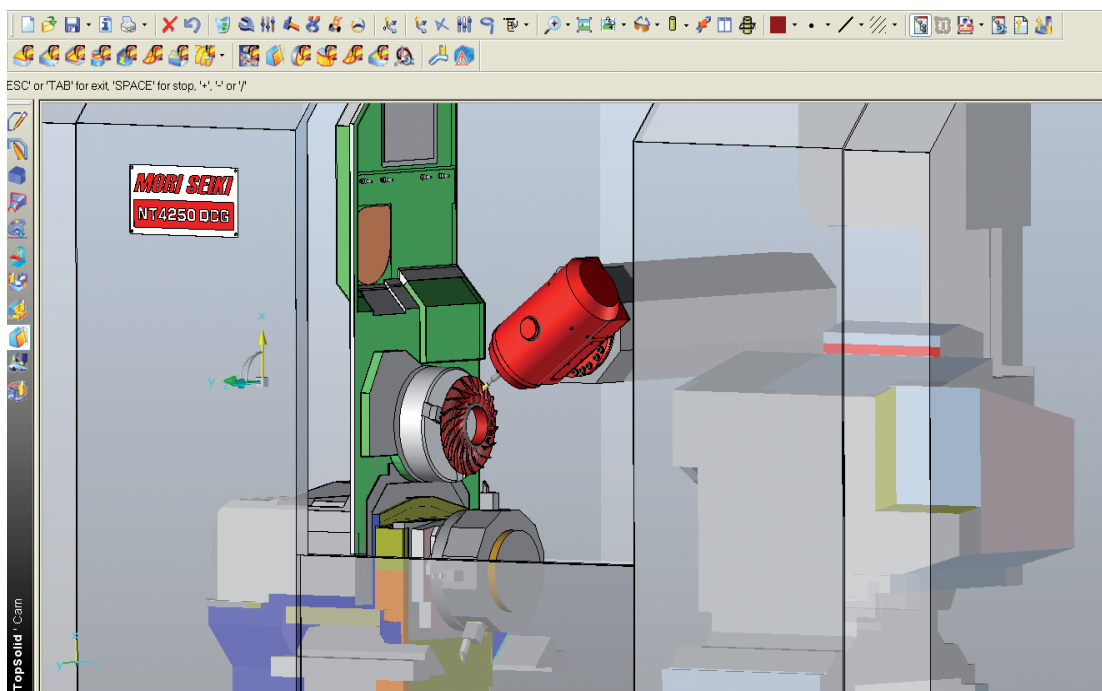 ESC' or 'TAB' for exit, 'SPACE' for stop, '+', '-' or '/'
MORI SEIKI
NT4250 DCG
x
y
x
y
TopSolid 'Cam